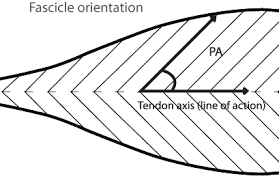 Fascicle orientation
PA
Tendon axis (line of action)